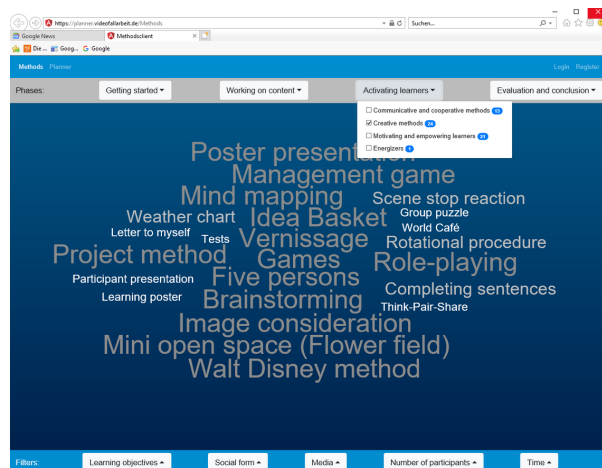 https://planner.videofallarbeit.de/Methods
Suchen...
Google News
Methodsclient
Die ...
Goog...
Google
Methods Planner
Login Register
Phases:
Getting started
Working on content
Activating learners
Evaluation and conclusion
Communicative and cooperative methods 13
Creative methods 24
Motivating and empowering learners
Energizers 1
Poster presentation
Management game
Mind mapping
Scene stop reaction
Weather chart
Idea Basket
Group puzzle
World Café
Letter to myself
Tests
Vernissage
Rotational procedure
Project method
Games
Role-playing
Participant presentation
Five persons
Completing sentences
Learning poster
Brainstorming
Think-Pair-Share
Image consideration
Mini open space (Flower field)
Walt Disney method
Filters:
Learning objectives
Social form
Media
Number of participants
Time